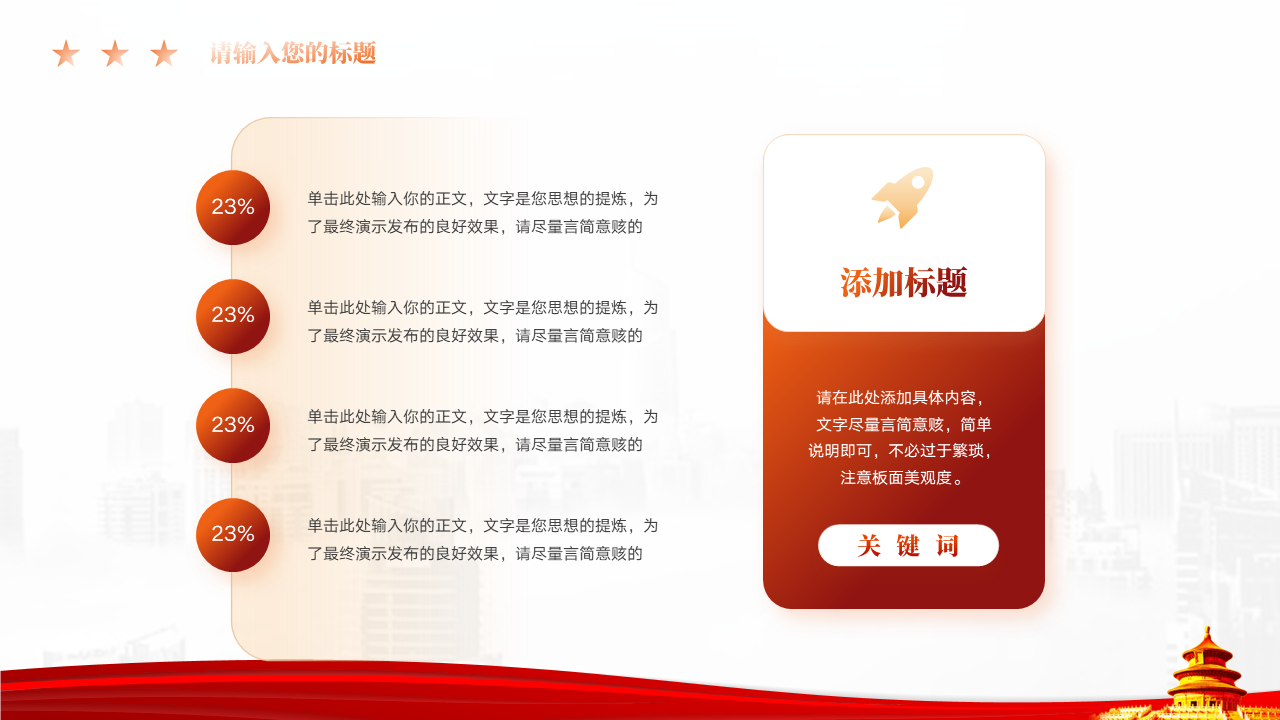 请输入您的标题
23%
单击此处输入你的正文，文字是您思想的提炼，为
了最终演示发布的良好效果，请尽量言简意赅的
23%
单击此处输入你的正文，文字是您思想的提炼，为
了最终演示发布的良好效果，请尽量言简意赅的
23%
单击此处输入你的正文，文字是您思想的提炼，为
了最终演示发布的良好效果，请尽量言简意赅的
23%
单击此处输入你的正文，文字是您思想的提炼，为
了最终演示发布的良好效果，请尽量言简意赅的
添加标题
请在此处添加具体内容，
文字尽量言简意赅，简单
说明即可，不必过于繁琐，
注意板面美观度。
关键词